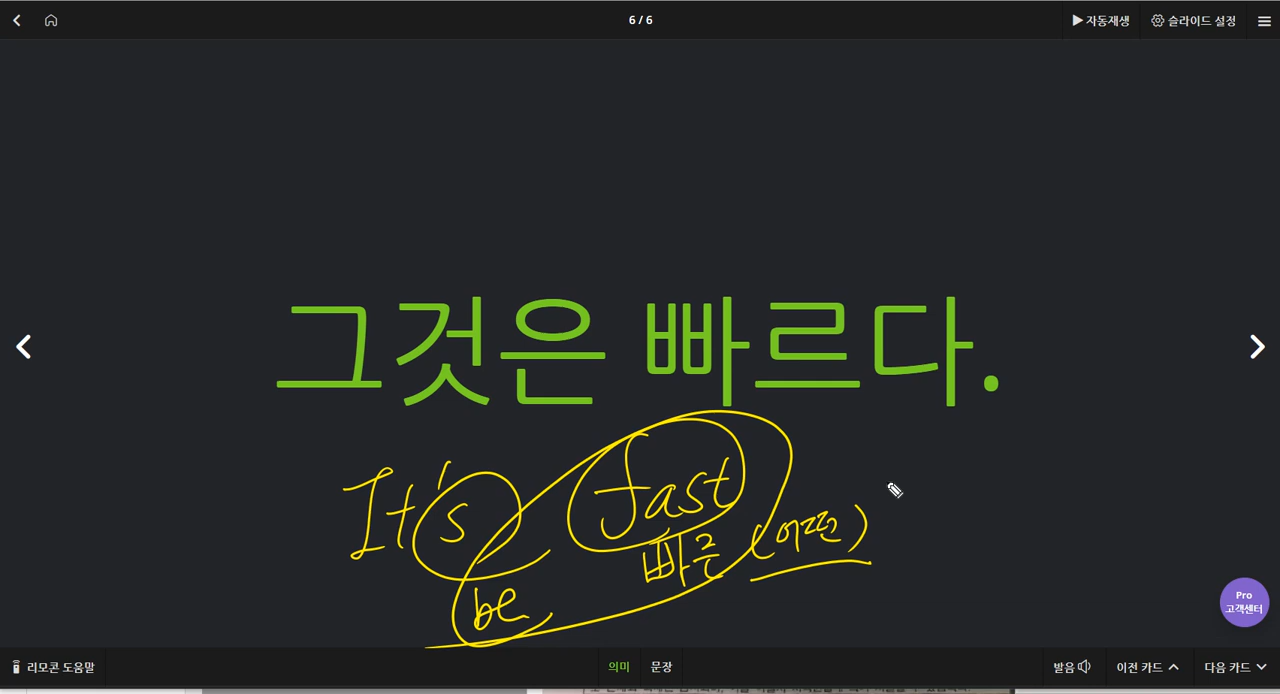 6 / 6
자동재생
슬라이드 설정
그것은 빠르다.
It's fast
빠른 (어떤)
be
Pro
고객센터
리모콘 도움말
의미
문장
발음
이전 카드
다음 카드